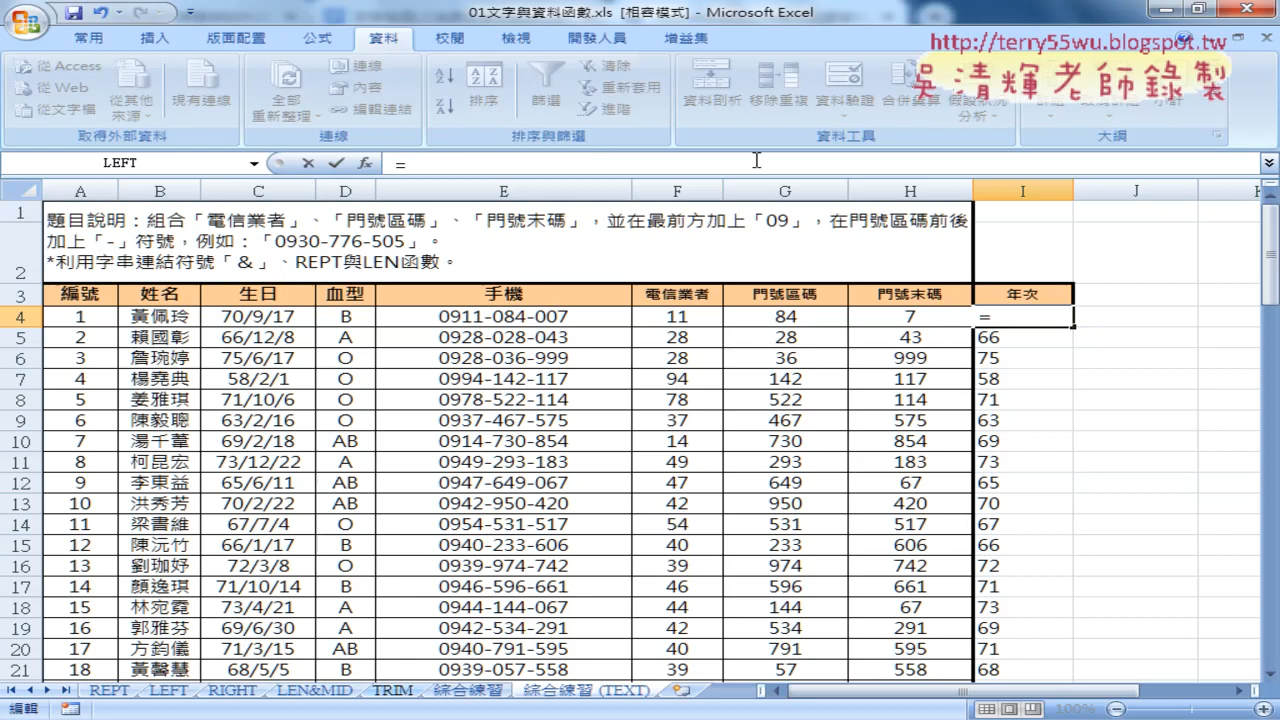 01文字與資料函數.xls [相容模式] - Microsoft Excel
常用 插入 版面配置 公式 資料 校閱 檢視 開發人員 增益集
http://terry55wu.blogspot.tw
吳清輝老師錄製
從 Access 從 Web 從文字檔 從其他來源 現有連線 取得外部資料
全部重新整理 連線 內容 編輯連結 連線
排序 篩選 清除 重新套用 進階 排序與篩選
資料剖析 移除重複 資料驗證 合併彙算 假設狀況分析 資料工具
大綱
LEFT =
A B C D E F G H I J K
1 題目說明：組合「電信業者」、「門號區碼」、「門號末碼」，並在最前方加上「09」，在門號區碼前後
加上「-」符號，例如：「0930-776-505」。
2 *利用字串連結符號「&」、REPT與LEN函數。
3 編號 姓名 生日 血型 手機 電信業者 門號區碼 門號末碼 年次
4 1 黃佩玲 70/9/17 B 0911-084-007 11 84 7 =
5 2 賴國彰 66/12/8 A 0928-028-043 28 28 43 66
6 3 詹琬婷 75/6/17 O 0928-036-999 28 36 999 75
7 4 楊堯典 58/2/1 O 0994-142-117 94 142 117 58
8 5 姜雅琪 71/10/6 O 0978-522-114 78 522 114 71
9 6 陳毅聰 63/2/16 O 0937-467-575 37 467 575 63
10 7 湯千葦 69/2/18 AB 0914-730-854 14 730 854 69
11 8 柯昆宏 73/12/22 A 0949-293-183 49 293 183 73
12 9 李東益 65/6/11 AB 0947-649-067 47 649 67 65
13 10 洪秀芳 70/2/22 AB 0942-950-420 42 950 420 70
14 11 梁書維 67/7/4 O 0954-531-517 54 531 517 67
15 12 陳沅竹 66/1/17 B 0940-233-606 40 233 606 66
16 13 劉珈妤 72/3/8 O 0939-974-742 39 974 742 72
17 14 顏逸琪 71/10/14 B 0946-596-661 46 596 661 71
18 15 林宛霓 73/4/21 A 0944-144-067 44 144 67 73
19 16 郭雅芬 69/6/30 A 0942-534-291 42 534 291 69
20 17 方鈞儀 71/3/15 AB 0940-791-595 40 791 595 71
21 18 黃馨慧 68/5/5 B 0939-057-558 39 57 558 68
REPT LEFT RIGHT LEN&MID TRIM 綜合練習 綜合練習 (TEXT)
編輯 100%